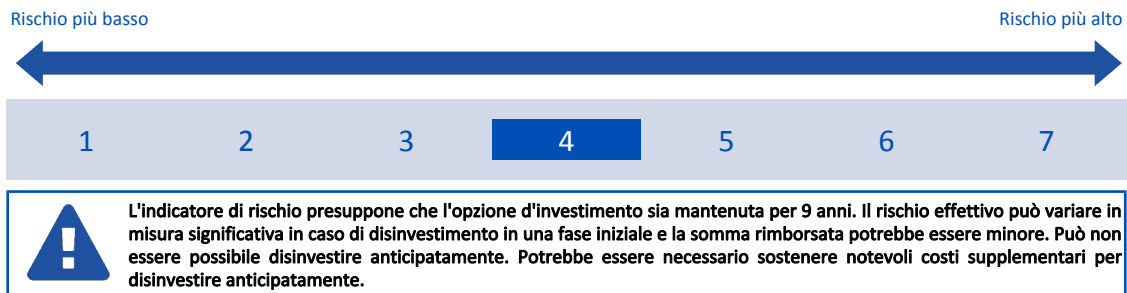 Rischio più basso Rischio più alto
1 2 3 4 5 6 7
L'indicatore di rischio presuppone che l'opzione d'investimento sia mantenuta per 9 anni. Il rischio effettivo può variare in
misura significativa in caso di disinvestimento in una fase iniziale e la somma rimborsata potrebbe essere minore. Può non
essere possibile disinvestire anticipatamente. Potrebbe essere necessario sostenere notevoli costi supplementari per
disinvestire anticipatamente.